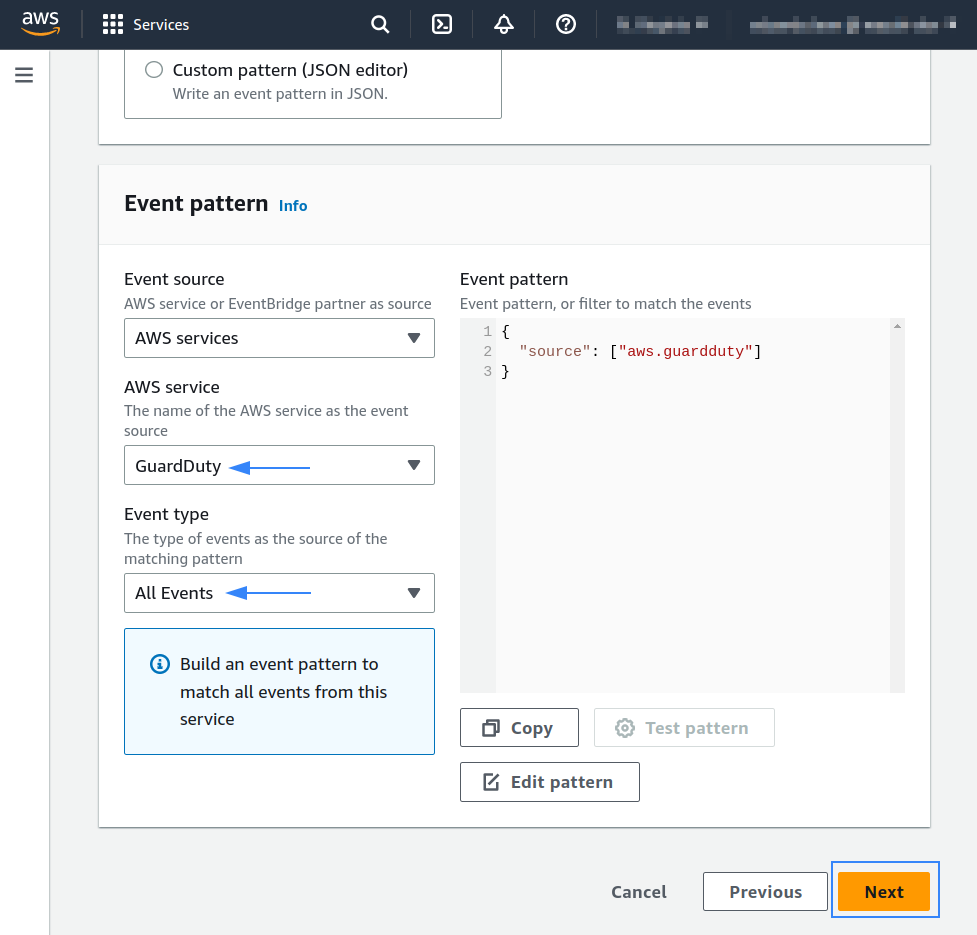 aws
Services
Custom pattern (JSON editor)
Write an event pattern in JSON.
Event pattern Info
Event source
AWS service or EventBridge partner as source
AWS services
AWS service
The name of the AWS service as the event
source
GuardDuty
Event type
The type of events as the source of the
matching pattern
All Events
Build an event pattern to
match all events from this
service
Event pattern
Event pattern, or filter to match the events
1 {
2 "source": ["aws.guardduty"]
3 }
Copy
Test pattern
Edit pattern
Cancel
Previous
Next